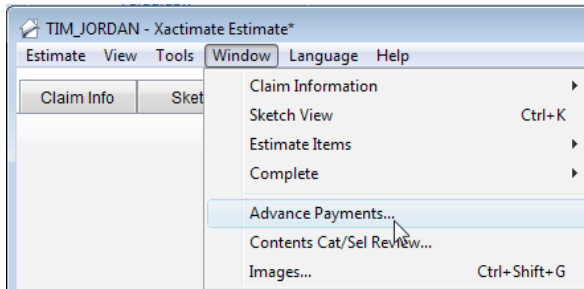 TIM_JORDAN - Xactimate Estimate*
Estimate View Tools Window Language Help
Claim Info
Sket
Claim Information
Sketch View Ctrl+K
Estimate Items
Complete
Advance Payments...
Contents Cat/Sel Review...
Images... Ctrl+Shift+G